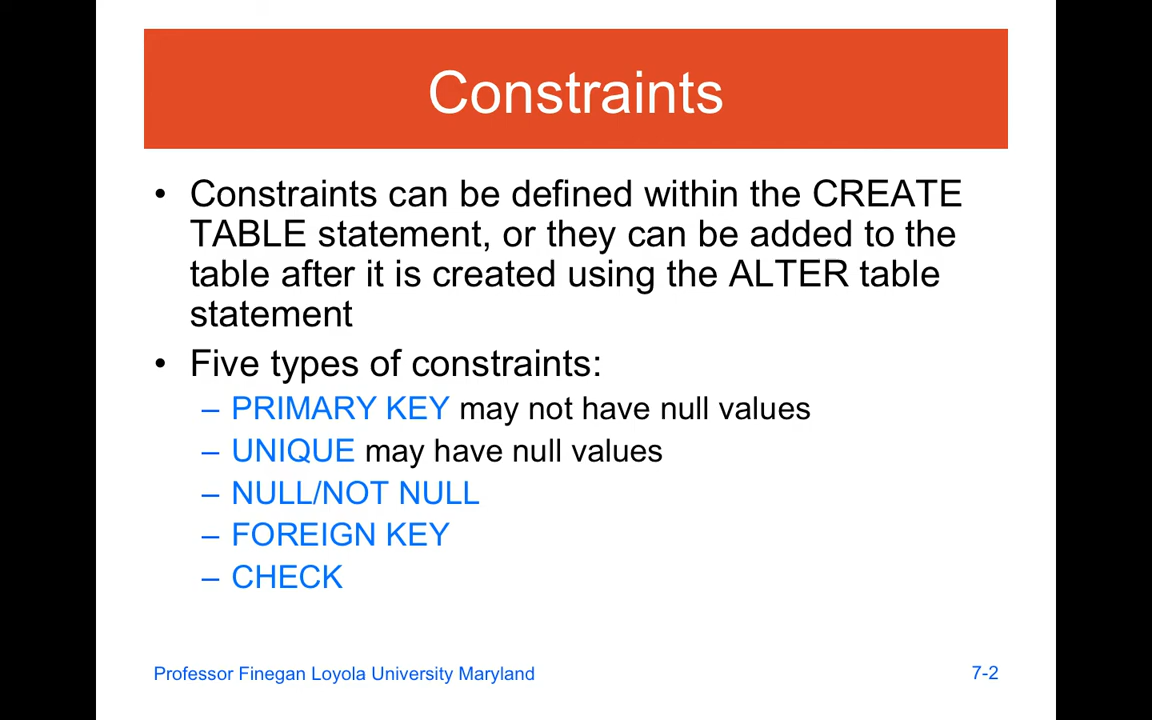 Constraints
• Constraints can be defined within the CREATE
TABLE statement, or they can be added to the
table after it is created using the ALTER table
statement
• Five types of constraints:
– PRIMARY KEY may not have null values
– UNIQUE may have null values
– NULL/NOT NULL
– FOREIGN KEY
– CHECK
Professor Finegan Loyola University Maryland
7-2